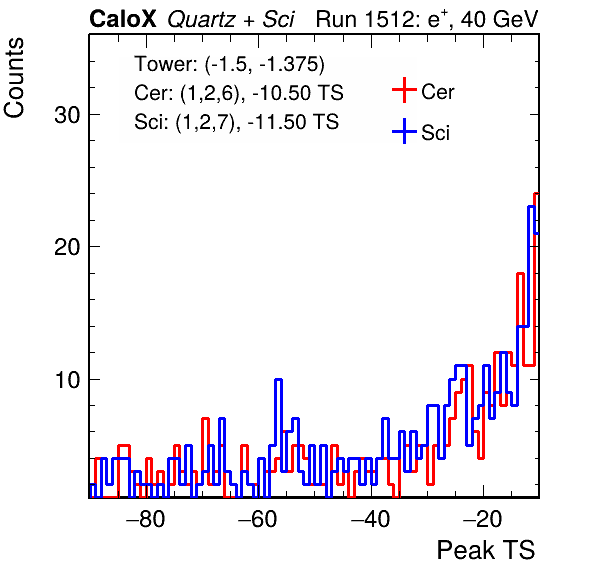 CaloX Quartz + Sci Run 1512: e⁺, 40 GeV
Counts
Tower: (-1.5, -1.375)
Cer: (1,2,6), -10.50 TS
Sci: (1,2,7), -11.50 TS
Cer
Sci
30
20
10
−80 −60 −40 −20
Peak TS